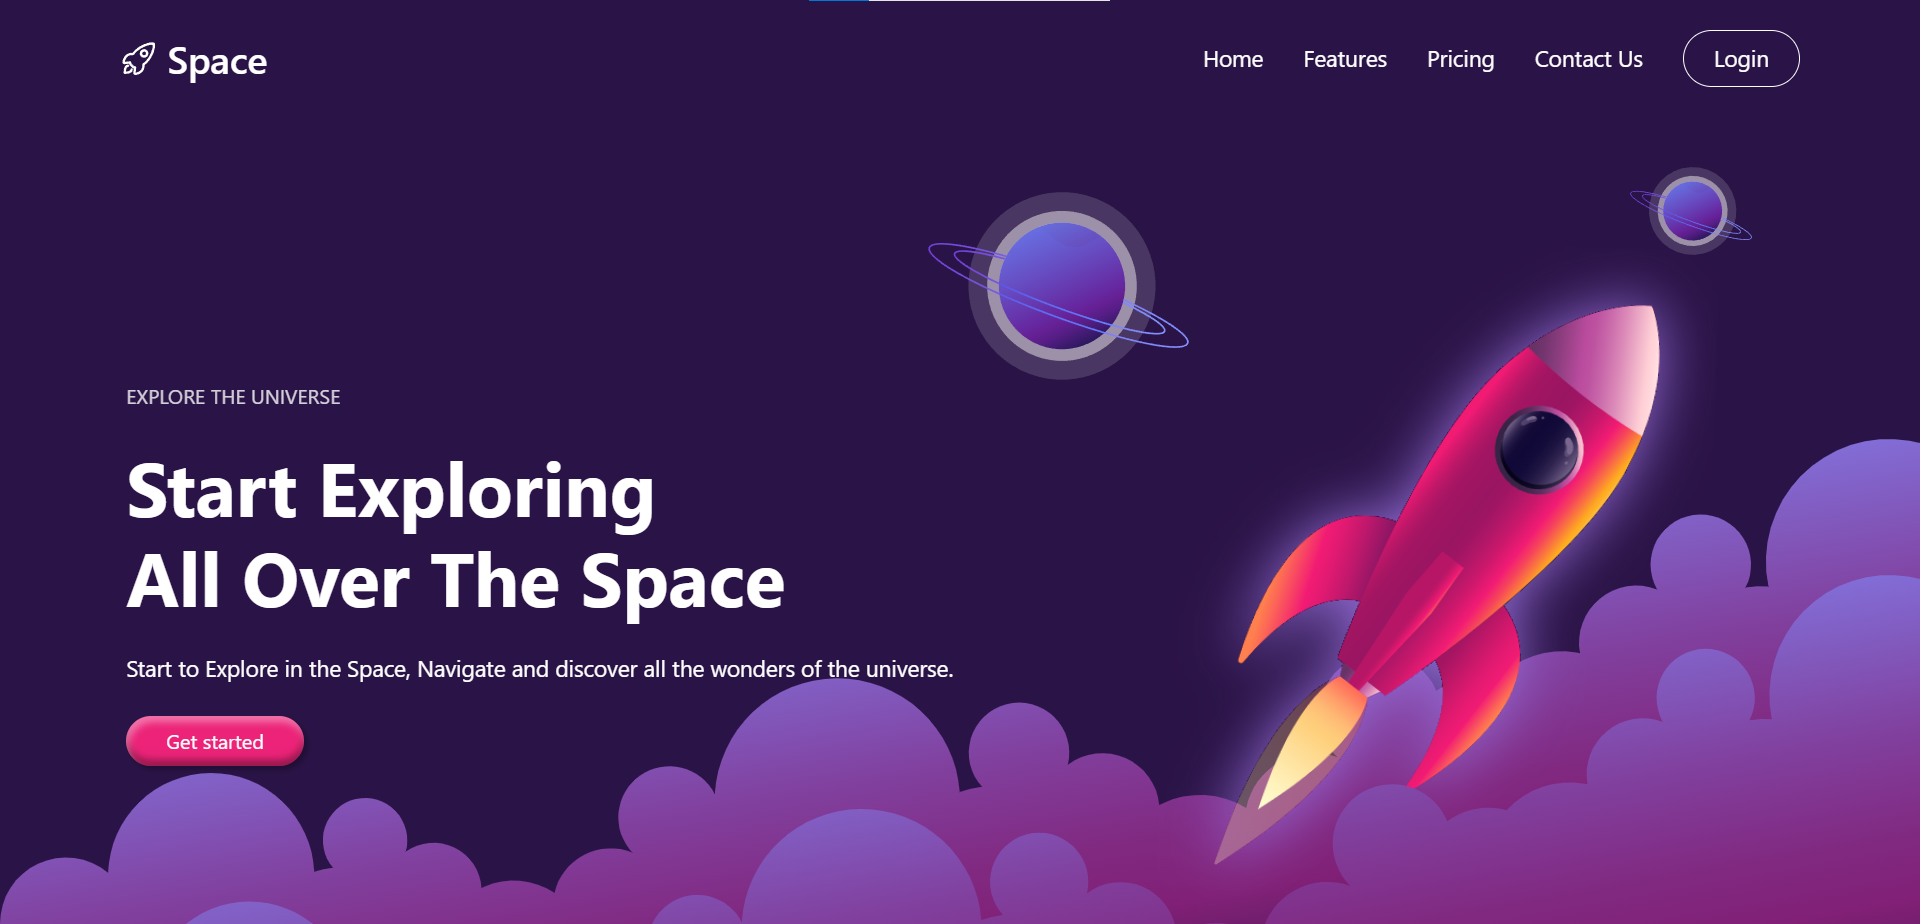 Space
Home
Features
Pricing
Contact Us
Login
EXPLORE THE UNIVERSE
Start Exploring
All Over The Space
Start to Explore in the Space, Navigate and discover all the wonders of the universe.
Get started